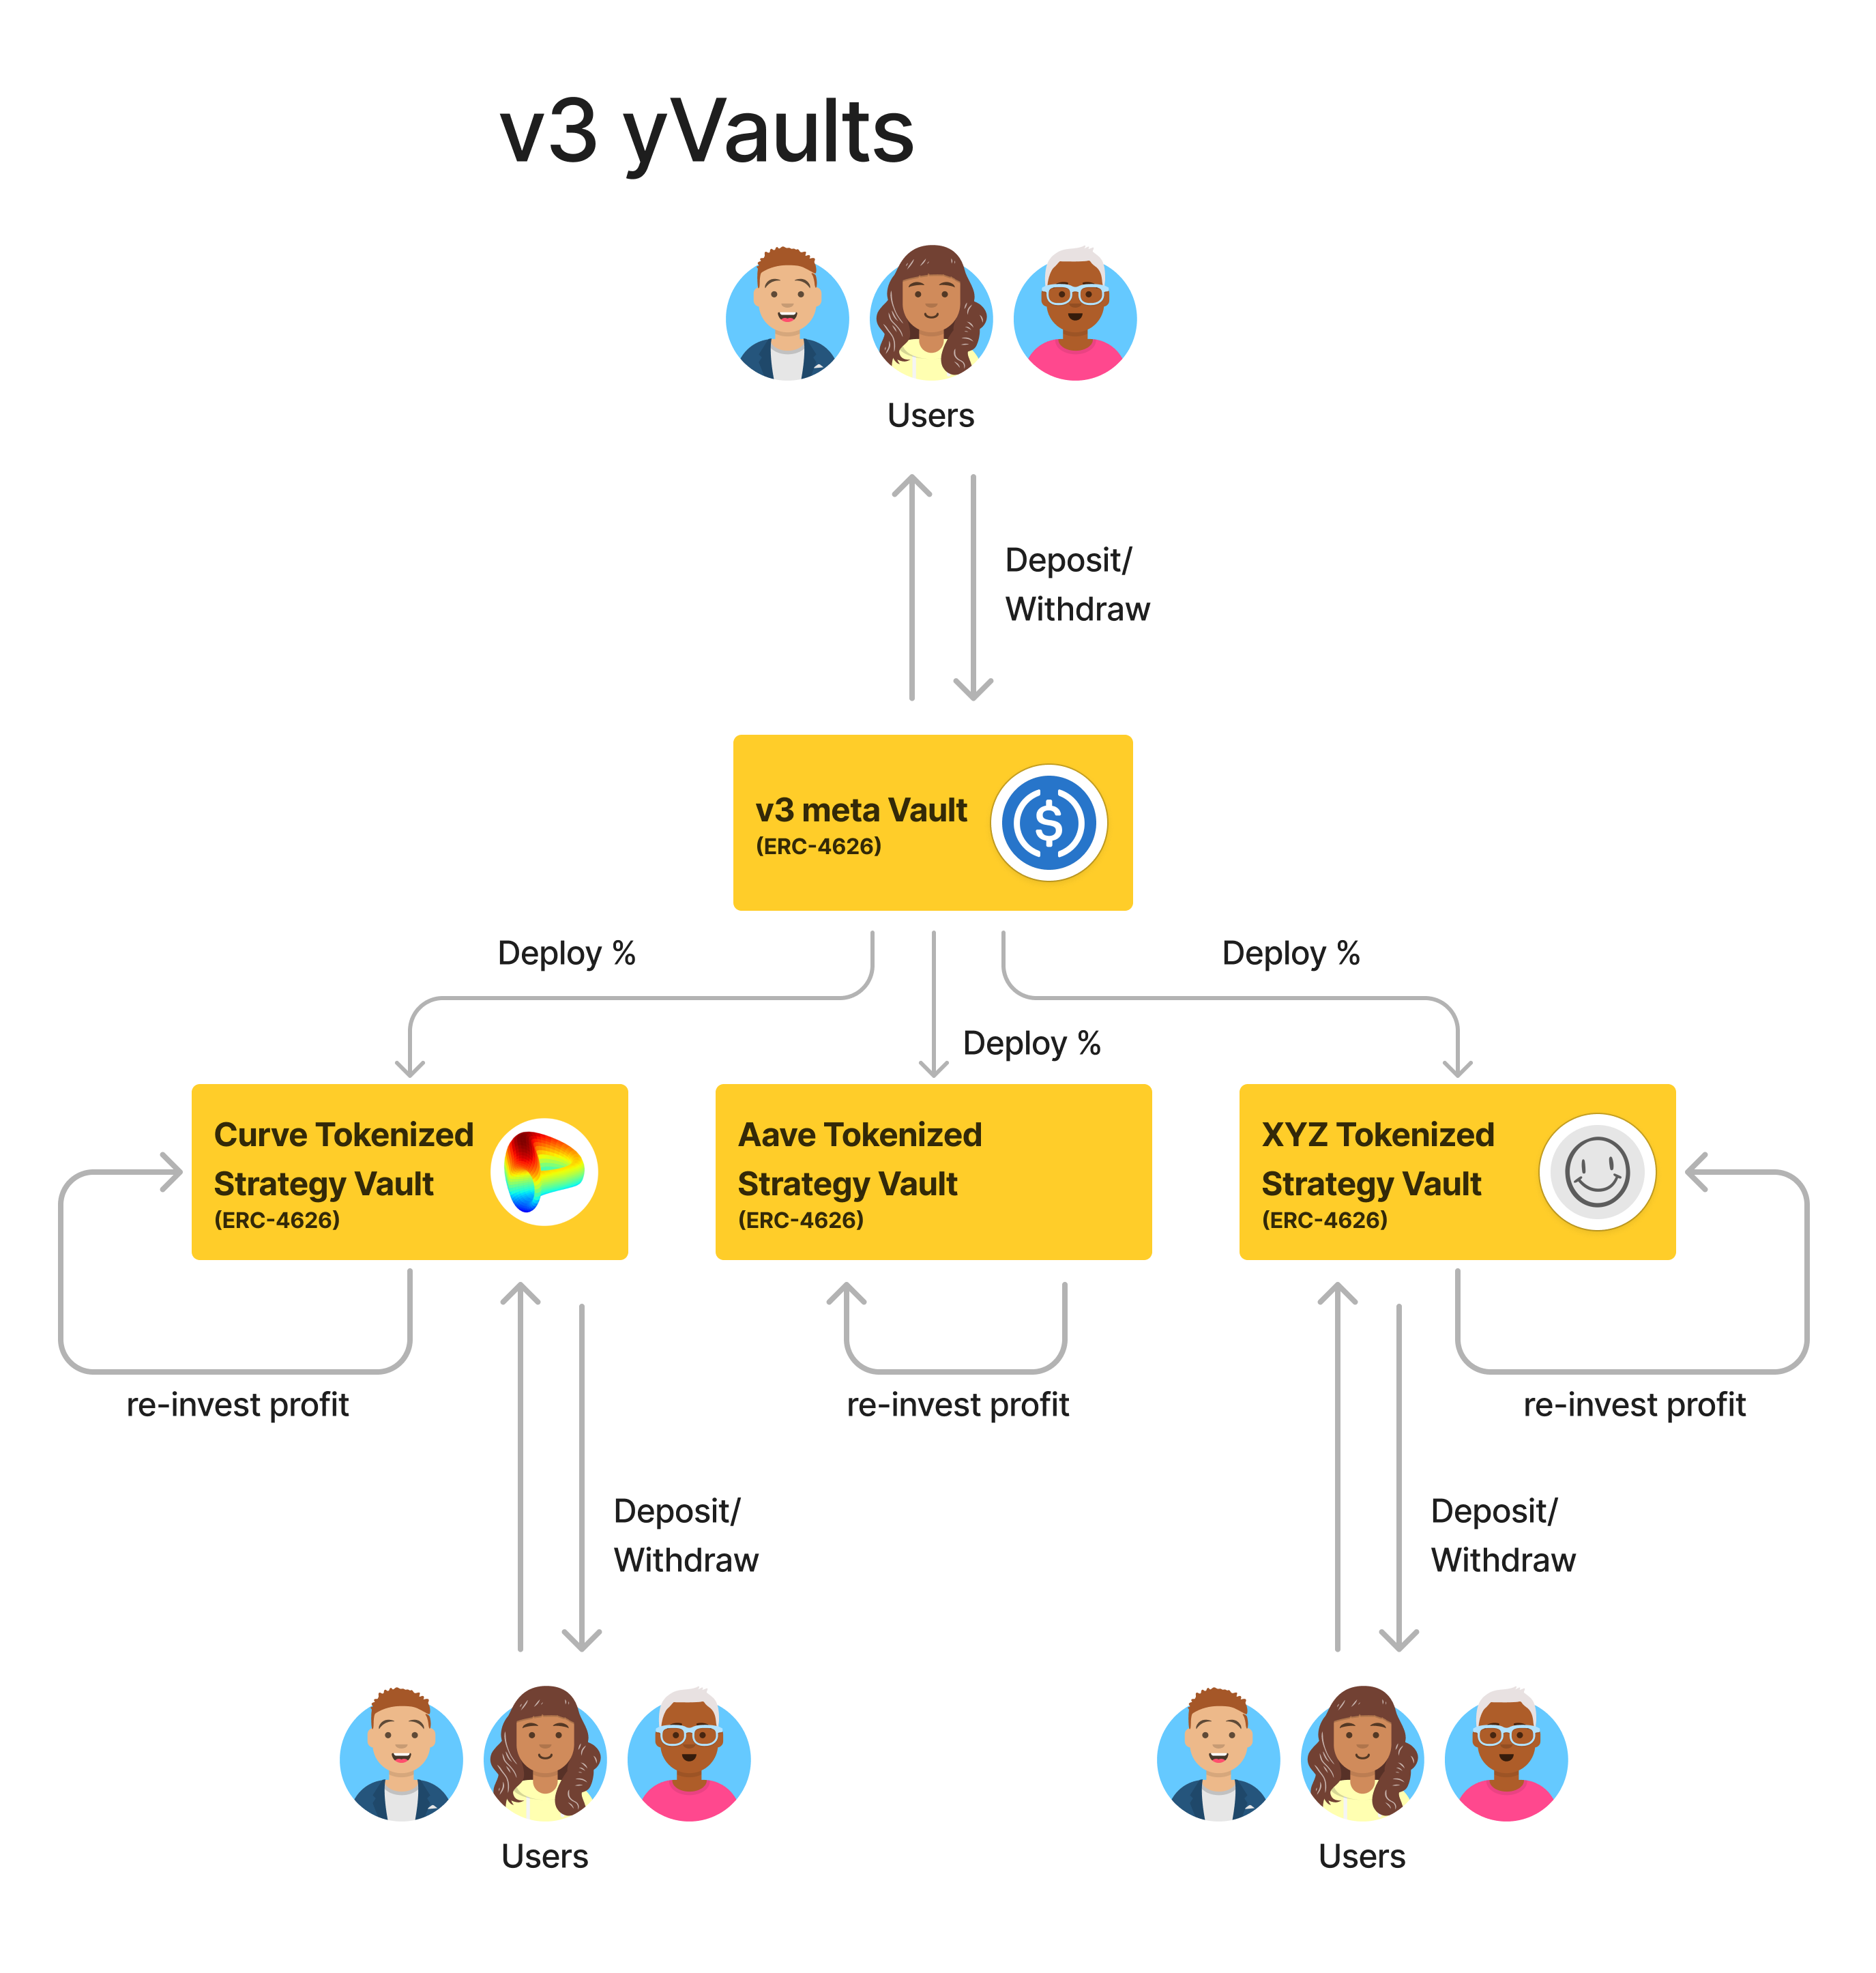 v3 yVaults
Users
Deposit/
Withdraw
v3 meta Vault
(ERC-4626)
Deploy %
Deploy %
Deploy %
Curve Tokenized
Strategy Vault
(ERC-4626)
Aave Tokenized
Strategy Vault
(ERC-4626)
XYZ Tokenized
Strategy Vault
(ERC-4626)
re-invest profit
re-invest profit
re-invest profit
Deposit/
Withdraw
Deposit/
Withdraw
Users
Users